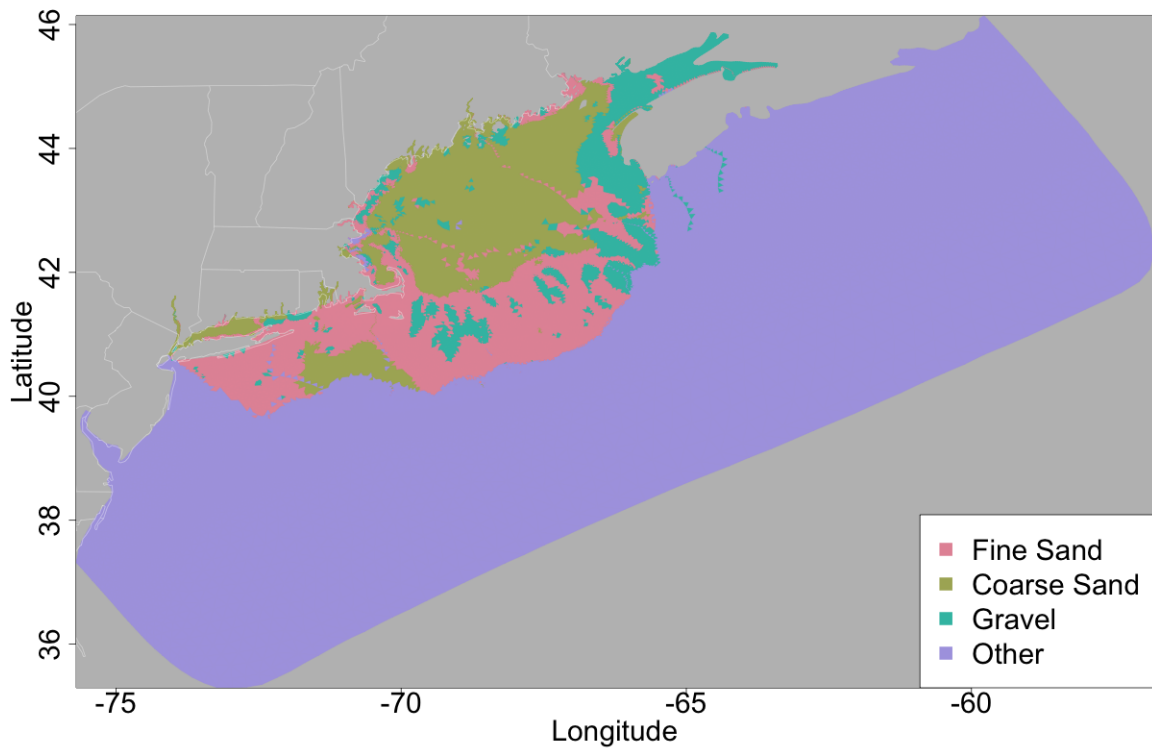 46
44
42
40
38
36
Latitude
-75
-70
-65
-60
Longitude
Fine Sand
Coarse Sand
Gravel
Other